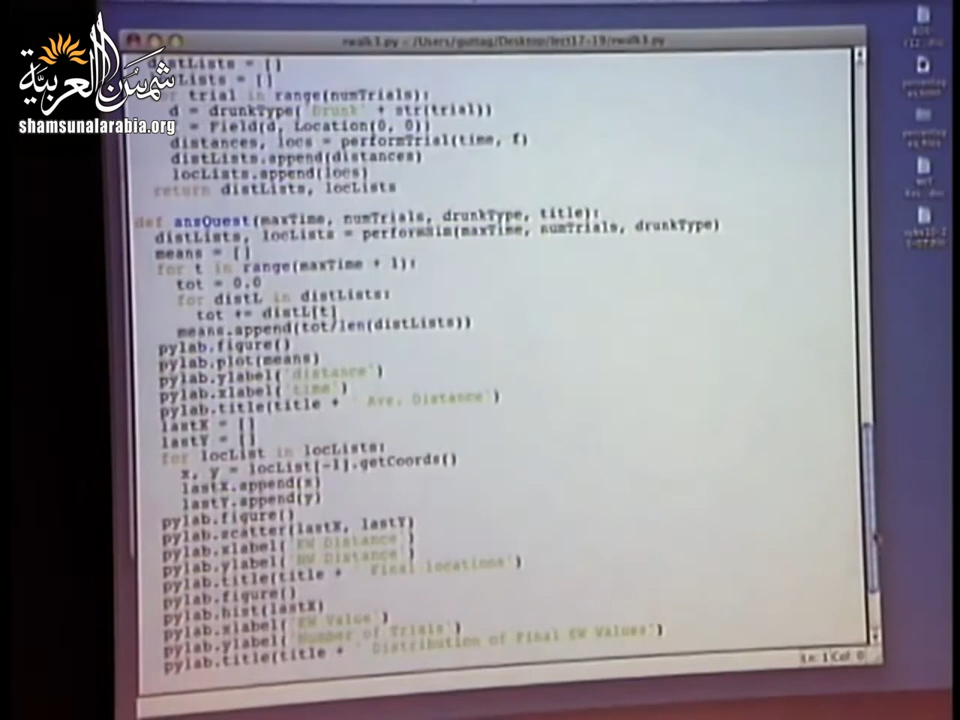 شمس العربية
shamsunalarabia.org
rwalk3.py - /Users/guttag/Desktop/lect17-19/rwalk3.py
distLists = []
locLists = []
for trial in range(numTrials):
d = drunkType('Drunk' + str(trial))
f = Field(d, Location(0, 0))
distances, locs = performTrial(time, f)
distLists.append(distances)
locLists.append(locs)
return distLists, locLists
def ansQuest(maxTime, numTrials, drunkType, title):
distLists, locLists = performSim(maxTime, numTrials, drunkType)
means = []
for t in range(maxTime + 1):
tot = 0.0
for distL in distLists:
tot += distL[t]
means.append(tot/len(distLists))
pylab.figure()
pylab.plot(means)
pylab.ylabel('distance')
pylab.xlabel('time')
pylab.title(title + ' Ave. Distance')
lastX = []
lastY = []
for locList in locLists:
x, y = locList[-1].getCoords()
lastX.append(x)
lastY.append(y)
pylab.figure()
pylab.scatter(lastX, lastY)
pylab.xlabel('EW Distance')
pylab.ylabel('NW Distance')
pylab.title(title + ' Final locations')
pylab.figure()
pylab.hist(lastX)
pylab.xlabel('EW Value')
pylab.ylabel('Number of Trials')
pylab.title(title + ' Distribution of Final EW Values')
Ln: 1 Col: 0